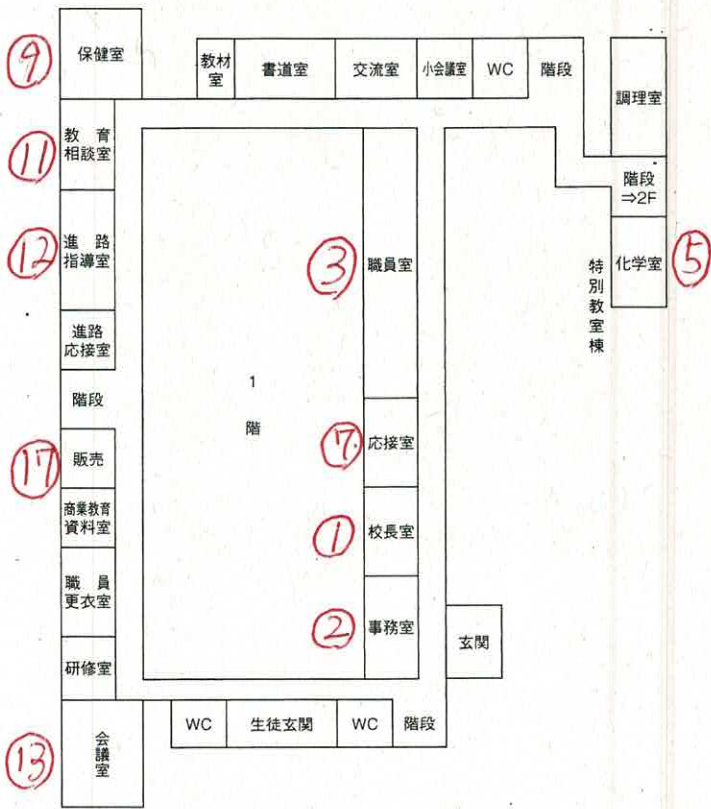 ⑨
保健室
教材
室
書道室
交流室
小会議室
WC
階段
調理室
⑪
教育
相談室
階段
⇒2F
⑫
進路
指導室
③
職員室
特別教室棟
化学室
⑤
進路
応接室
1
階
階段
⑰
販売
⑦
応接室
商業教育
資料室
①
校長室
職員
更衣室
②
事務室
玄関
研修室
⑬
会議室
WC
生徒玄関
WC
階段